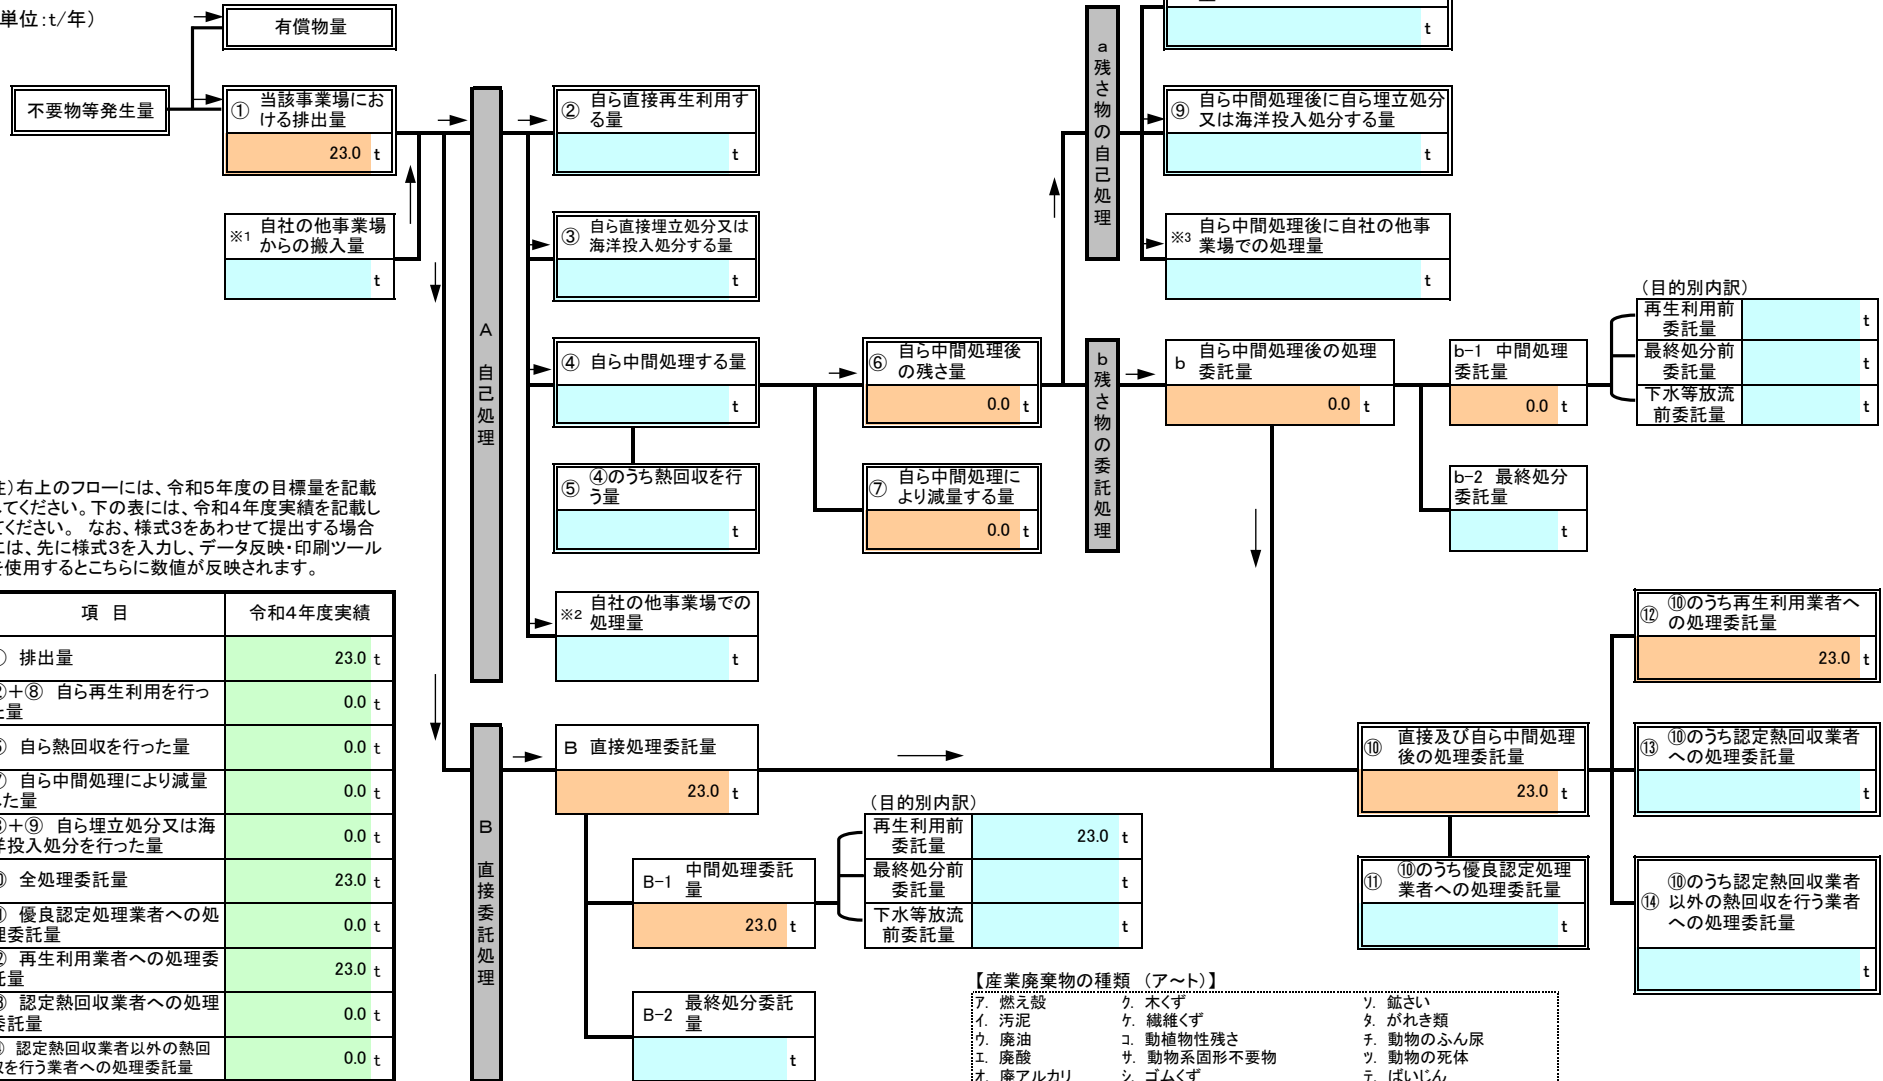 単位:t/年）
有償物量
不要物等発生量
① 当該事業場にお
ける排出量
23.0 t
※1 自社の他事業場
からの搬入量
t
A 自己処理
② 自ら直接再生利用す
る量
t
③ 自ら直接埋立処分又は
海洋投入処分する量
t
④ 自ら中間処理する量
t
⑤ ④のうち熱回収を行
う量
t
※2 自社の他事業場での
処理量
t
⑥ 自ら中間処理後
の残さ量
0.0 t
⑦ 自ら中間処理に
より減量する量
0.0 t
a 残さ物の自己処理
t
⑨ 自ら中間処理後に自ら埋立処分
又は海洋投入処分する量
t
※3 自ら中間処理後に自社の他事
業場での処理量
t
b 残さ物の委託処理
b 自ら中間処理後の処理
委託量
0.0 t
b-1 中間処理
委託量
0.0 t
b-2 最終処分
委託量
t
（目的別内訳）
再生利用前
委託量
t
最終処分前
委託量
t
下水等放流
前委託量
t
）右上のフローには、令和5年度の目標量を記載
してください。下の表には、令和4年度実績を記載し
てください。 なお、様式3をあわせて提出する場合
には、先に様式3を入力し、データ反映・印刷ツール
を使用するとこちらに数値が反映されます。
項 目 令和4年度実績
排出量 23.0 t
＋⑧ 自ら再生利用を行っ
た量 0.0 t
自ら熱回収を行った量 0.0 t
自ら中間処理により減量
した量 0.0 t
＋⑨ 自ら埋立処分又は海
洋投入処分を行った量 0.0 t
全処理委託量 23.0 t
優良認定処理業者への処
理委託量 0.0 t
再生利用業者への処理委
託量 23.0 t
認定熱回収業者への処理
委託量 0.0 t
認定熱回収業者以外の熱回
収を行う業者への処理委託量 0.0 t
B 直接委託処理
B 直接処理委託量
23.0 t
B-1 中間処理委託
量
23.0 t
B-2 最終処分委託
量
t
（目的別内訳）
再生利用前
委託量
23.0 t
最終処分前
委託量
t
下水等放流
前委託量
t
⑩ 直接及び自ら中間処理
後の処理委託量
23.0 t
⑪ ⑩のうち優良認定処理
業者への処理委託量
t
⑫ ⑩のうち再生利用業者へ
の処理委託量
23.0 t
⑬ ⑩のうち認定熱回収業者
への処理委託量
t
⑭ ⑩のうち認定熱回収業者
以外の熱回収を行う業者
への処理委託量
t
【産業廃棄物の種類 （ア～ト）】
ア. 燃え殻 ク. 木くず ソ. 鉱さい
イ. 汚泥 ケ. 繊維くず タ. がれき類
ウ. 廃油 コ. 動植物性残さ チ. 動物のふん尿
エ. 廃酸 サ. 動物系固形不要物 ツ. 動物の死体
オ. 廃アルカリ シ. ゴムくず テ. ばいじん